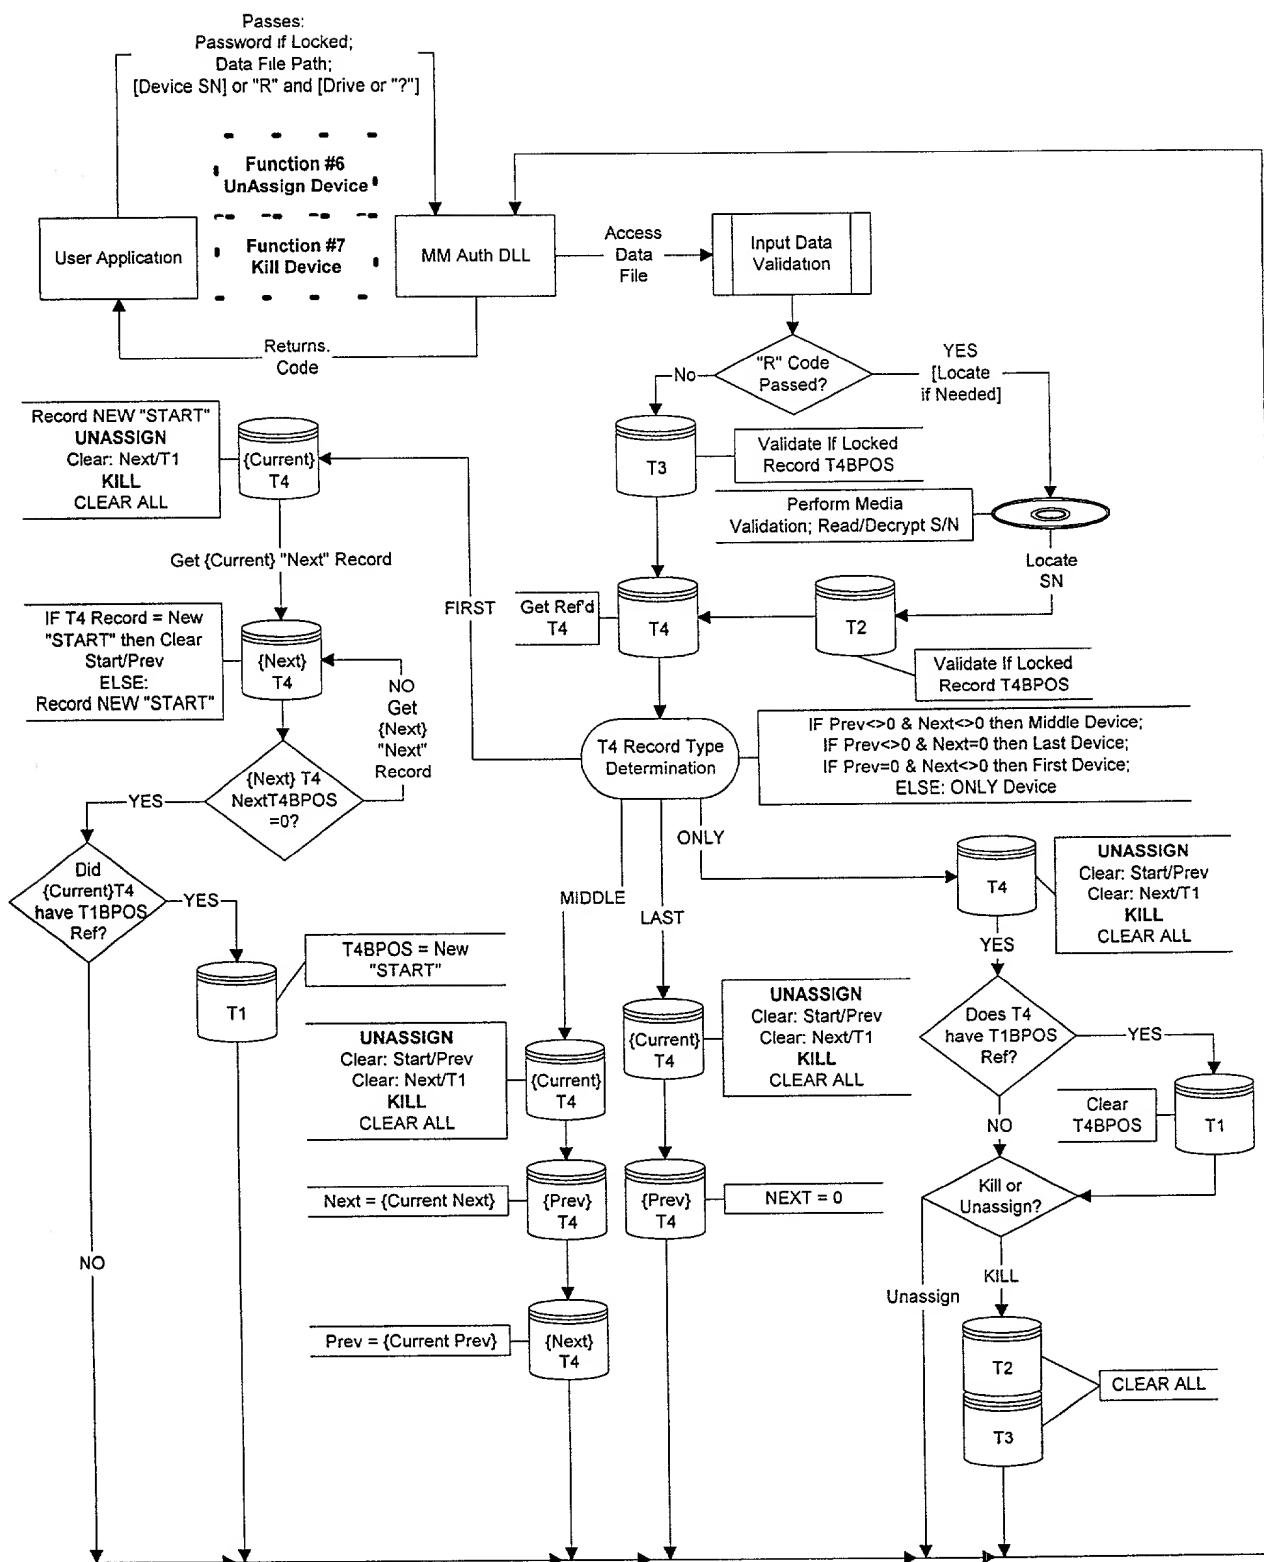 Passes:
Password if Locked;
Data File Path;
[Device SN] or "R" and [Drive or "?"]
Function #6
UnAssign Device
Function #7
Kill Device
User Application
MM Auth DLL
Access
Data
File
Input Data
Validation
Returns.
Code
"R" Code
Passed?
No
YES
[Locate
if Needed]
Record NEW "START"
UNASSIGN
Clear: Next/T1
KILL
CLEAR ALL
{Current}
T4
T3
Validate If Locked
Record T4BPOS
Perform Media
Validation; Read/Decrypt S/N
Get {Current} "Next" Record
Locate
SN
FIRST
Get Ref'd
T4
T4
T2
Validate If Locked
Record T4BPOS
IF T4 Record = New
"START" then Clear
Start/Prev
ELSE:
Record NEW "START"
{Next}
T4
NO
Get
{Next}
"Next"
Record
T4 Record Type
Determination
IF Prev<>0 & Next<>0 then Middle Device;
IF Prev<>0 & Next=0 then Last Device;
IF Prev=0 & Next<>0 then First Device;
ELSE: ONLY Device
{Next} T4
NextT4BPOS
=0?
YES
ONLY
Did
{Current}T4
have T1BPOS
Ref?
YES
MIDDLE
LAST
T4
UNASSIGN
Clear: Start/Prev
Clear: Next/T1
KILL
CLEAR ALL
YES
T4BPOS = New
"START"
T1
UNASSIGN
Clear: Start/Prev
Clear: Next/T1
KILL
CLEAR ALL
{Current}
T4
{Current}
T4
UNASSIGN
Clear: Start/Prev
Clear: Next/T1
KILL
CLEAR ALL
Does T4
have T1BPOS
Ref?
YES
Clear
T4BPOS
T1
NO
Next = {Current Next}
{Prev}
T4
{Prev}
T4
NEXT = 0
Kill or
Unassign?
NO
KILL
Unassign
Prev = {Current Prev}
{Next}
T4
T2
T3
CLEAR ALL